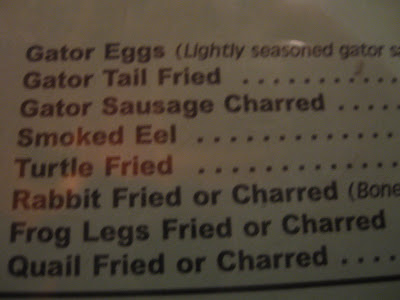 Gator Eggs (Lightly seasoned gator
Gator Tail Fried ...........
Gator Sausage Charred .....
Smoked Eel ..............
Turtle Fried ..............
Rabbit Fried or Charred (Bone
Frog Legs Fried or Charred
Quail Fried or Charred ....